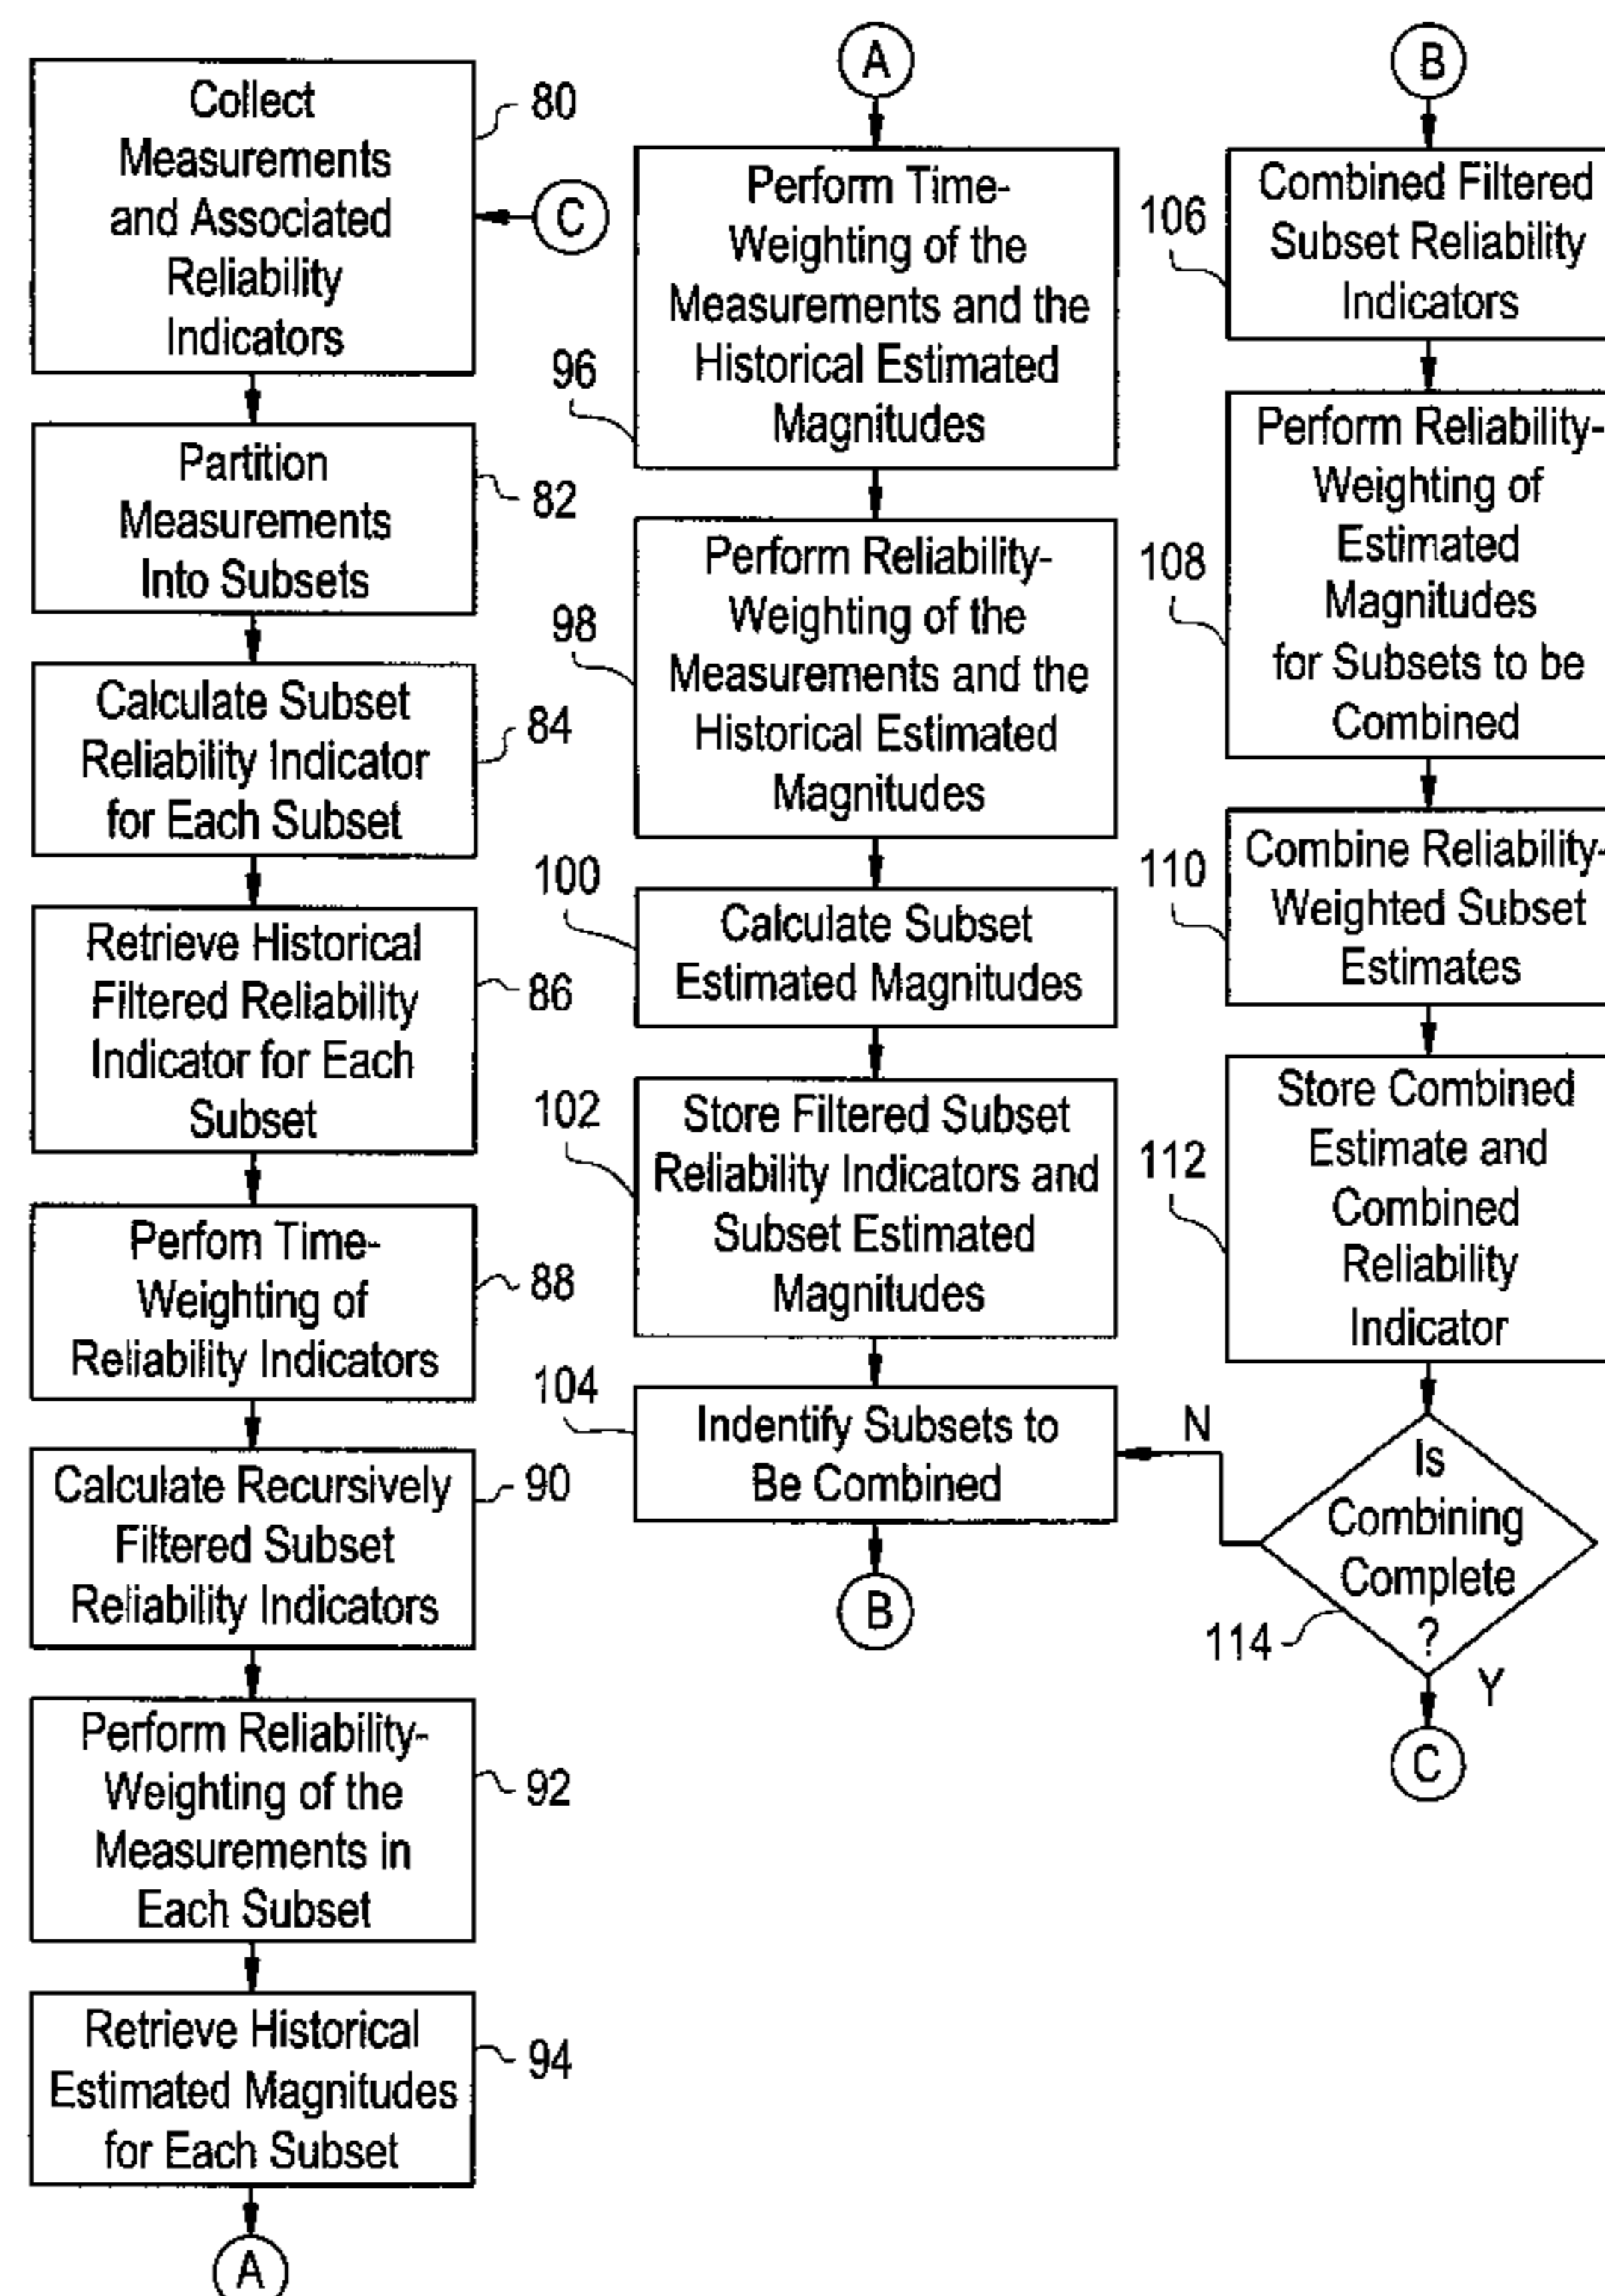 Collect
Measurements
and Associated
Reliability
Indicators
80
C
Partition
Measurements
Into Subsets
82
Calculate Subset
Reliability Indicator
for Each Subset
84
Retrieve Historical
Filtered Reliability
Indicator for Each
Subset
86
Perfom Time-
Weighting of
Reliability Indicators
88
Calculate Recursively
Filtered Subset
Reliability Indicators
90
Perform Reliability-
Weighting of the
Measurements in
Each Subset
92
Retrieve Historical
Estimated Magnitudes
for Each Subset
94
A
A
Perform Time-
Weighting of the
Measurements and the
Historical Estimated
Magnitudes
96
Perform Reliability-
Weighting of the
Measurements and the
Historical Estimated
Magnitudes
98
100
Calculate Subset
Estimated Magnitudes
102
Store Filtered Subset
Reliability Indicators and
Subset Estimated
Magnitudes
104
Indentify Subsets to
Be Combined
B
B
Combined Filtered
Subset Reliability
Indicators
106
Perform Reliability-
Weighting of
Estimated
Magnitudes
for Subsets to be
Combined
108
Combine Reliability-
Weighted Subset
Estimates
110
Store Combined
Estimate and
Combined
Reliability
Indicator
112
N
Is
Combining
Complete
?
114
Y
C